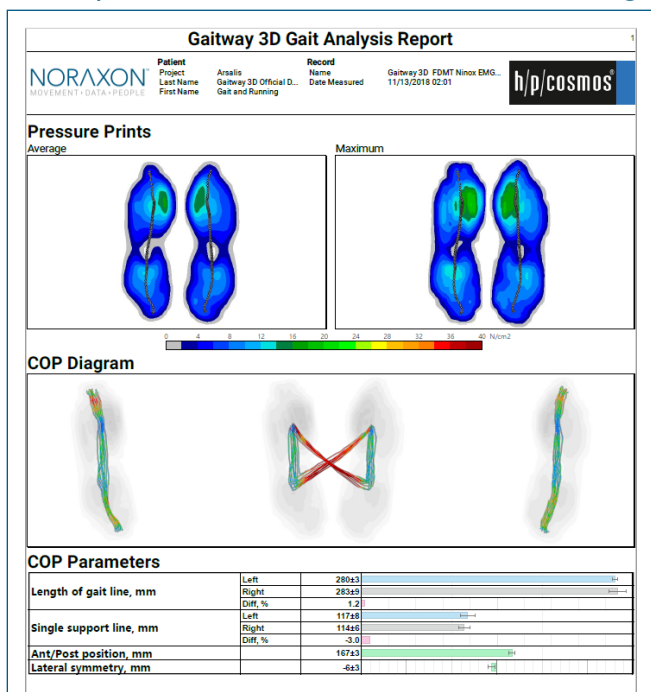 Gaitway 3D Gait Analysis Report
1
NORAXON
MOVEMENT • DATA • PEOPLE
Patient
Project Arsalis
Last Name Gaitway 3D Official D...
First Name Gait and Running
Record
Name Gaitway 3D FDMT Ninox EMG...
Date Measured 11/13/2018 02:01
h/p/cosmos®
Pressure Prints
Average
Maximum
0 4 8 12 16 20 24 28 32 36 40 N/cm2
COP Diagram
COP Parameters
Length of gait line, mm
Left 280±3
Right 283±9
Diff, % 1.2
Single support line, mm
Left 117±8
Right 114±6
Diff, % -3.0
Ant/Post position, mm 167±3
Lateral symmetry, mm -6±3